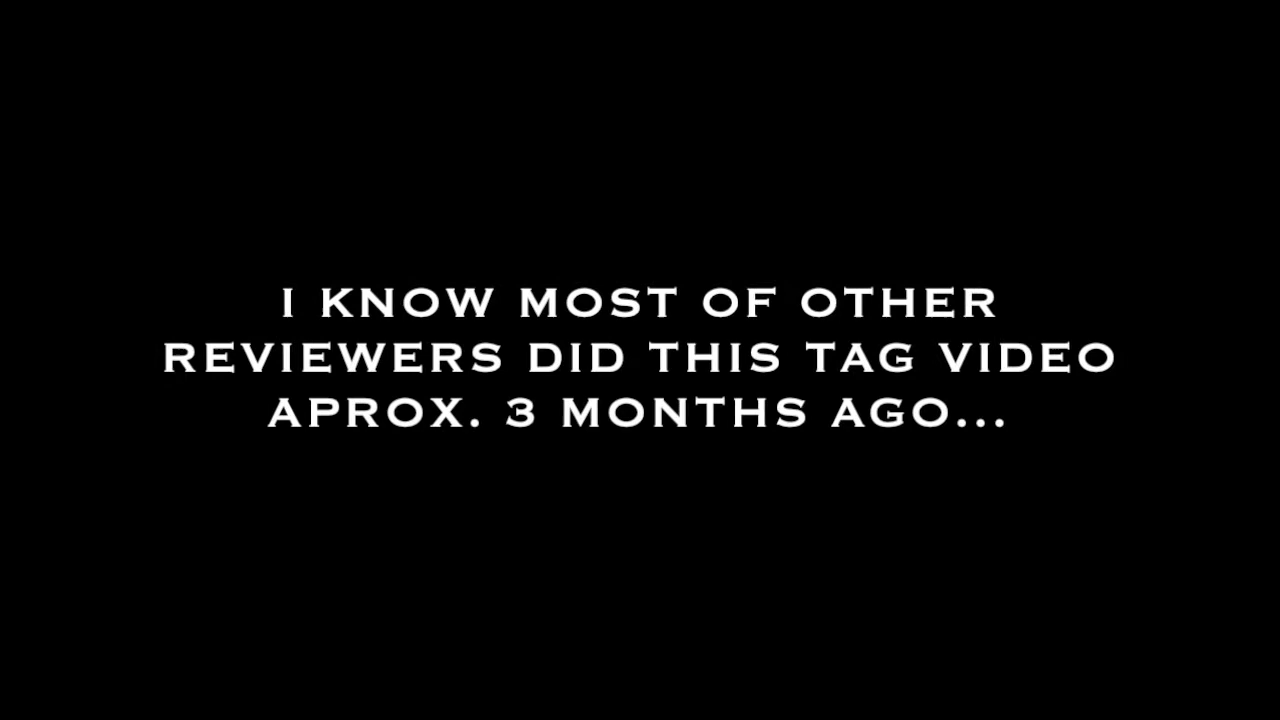 I KNOW MOST OF OTHER
REVIEWERS DID THIS TAG VIDEO
APROX. 3 MONTHS AGO...